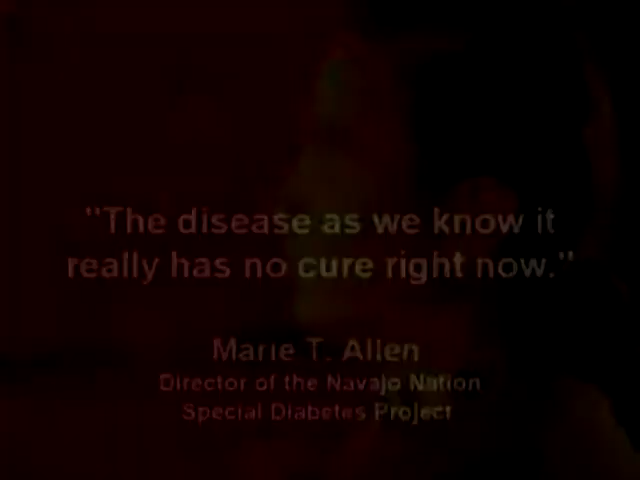 "The disease as we know it
really has no cure right now."
Marie T. Allen
Director of the Navajo Nation
Special Diabetes Project